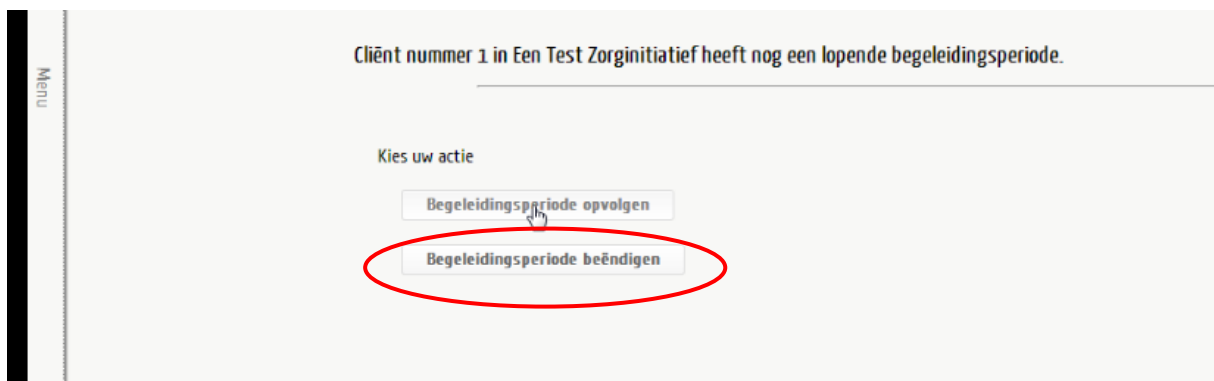 Menu
Cliënt nummer 1 in Een Test Zorginitiatief heeft nog een lopende begeleidingsperiode.
Kies uw actie
Begeleidingsperiode opvolgen
Begeleidingsperiode beëndigen